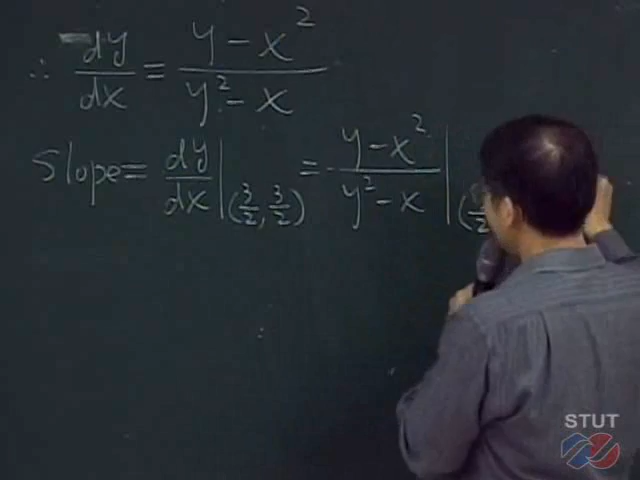 ∴ dy/dx = (y - x²)/(y² - x)
Slope = dy/dx |(3/2, 3/2) = (y - x²)/(y² - x) |(
STUT